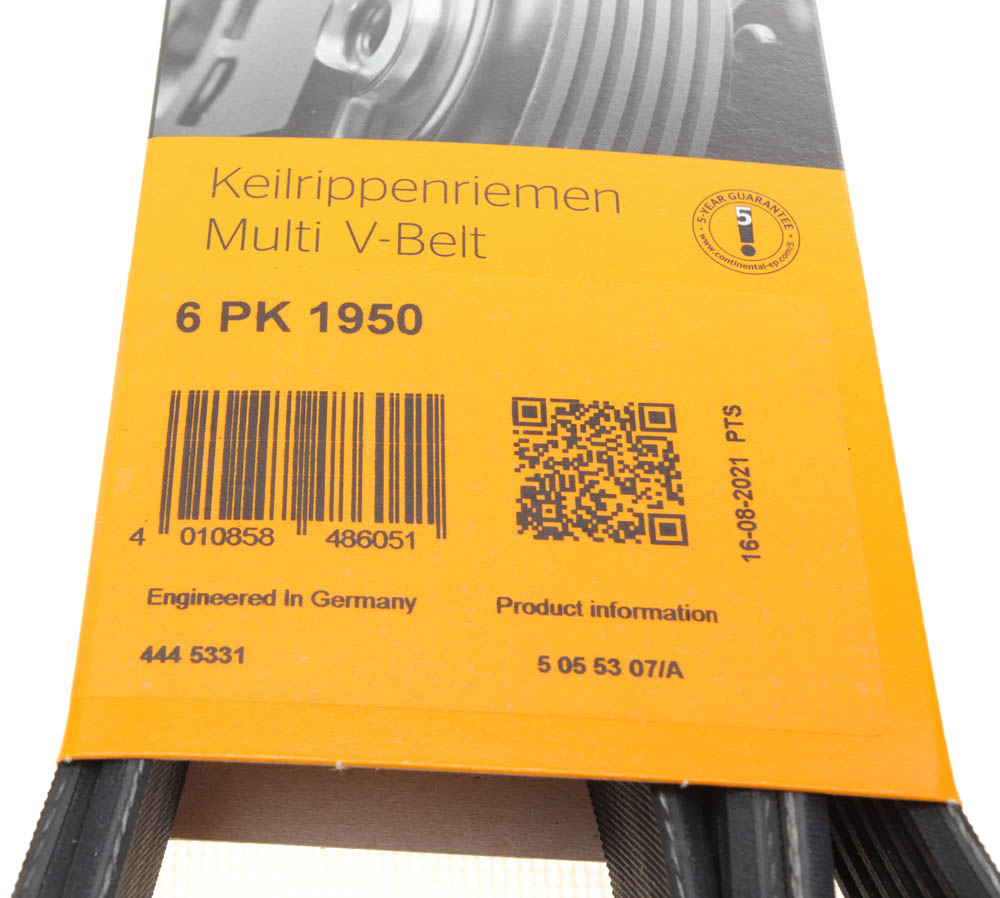 Keilrippenriemen
Multi V-Belt
5-YEAR GUARANTEE
5
www.continental-ep.com/5
6 PK 1950
16-08-2021 PTS
4 010858 486051
Engineered In Germany
Product information
444 5331
5 05 53 07/A